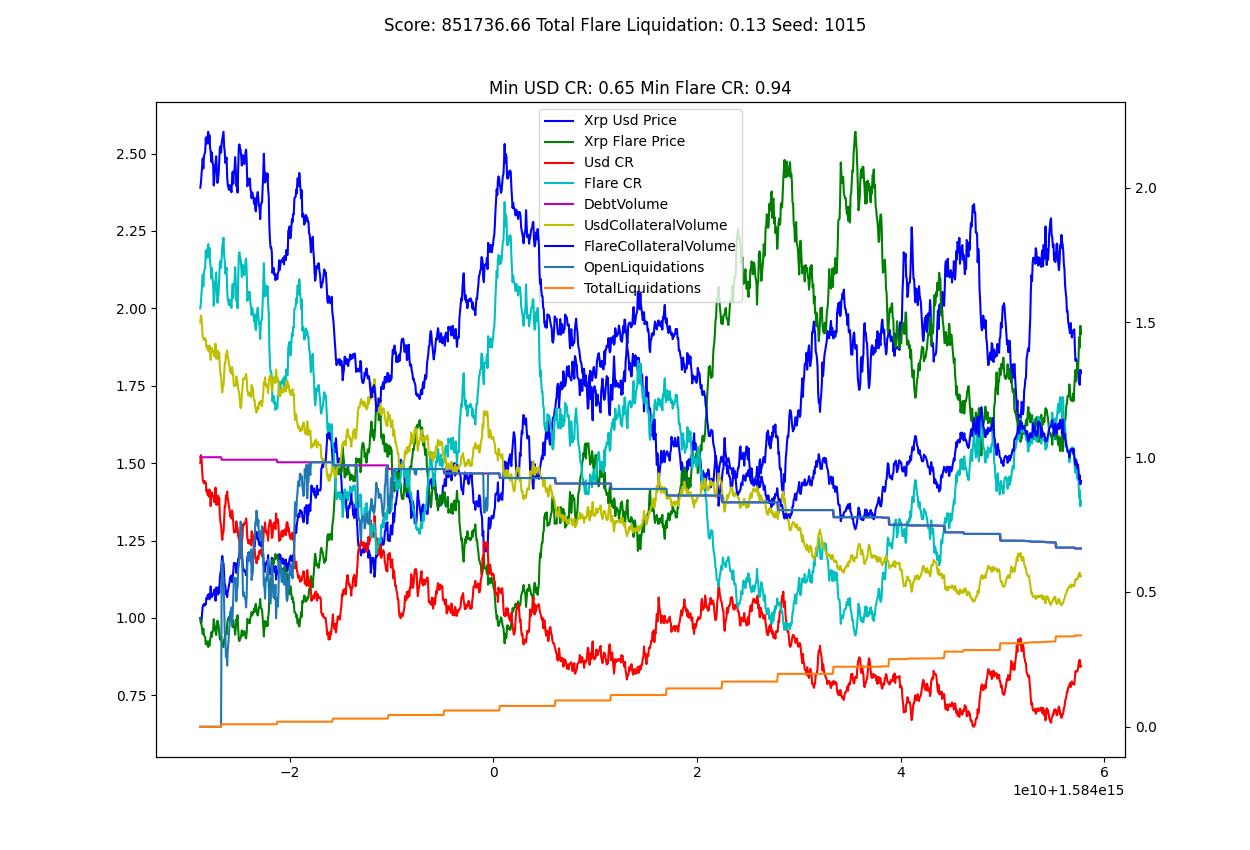 Score: 851736.66 Total Flare Liquidation: 0.13 Seed: 1015
Min USD CR: 0.65 Min Flare CR: 0.94
Xrp Usd Price
Xrp Flare Price
Usd CR
Flare CR
DebtVolume
UsdCollateralVolume
FlareCollateralVolume
OpenLiquidations
TotalLiquidations
2.50
2.25
2.00
1.75
1.50
1.25
1.00
0.75
2.0
1.5
1.0
0.5
0.0
−2 0 2 4 6
1e10+1.584e15